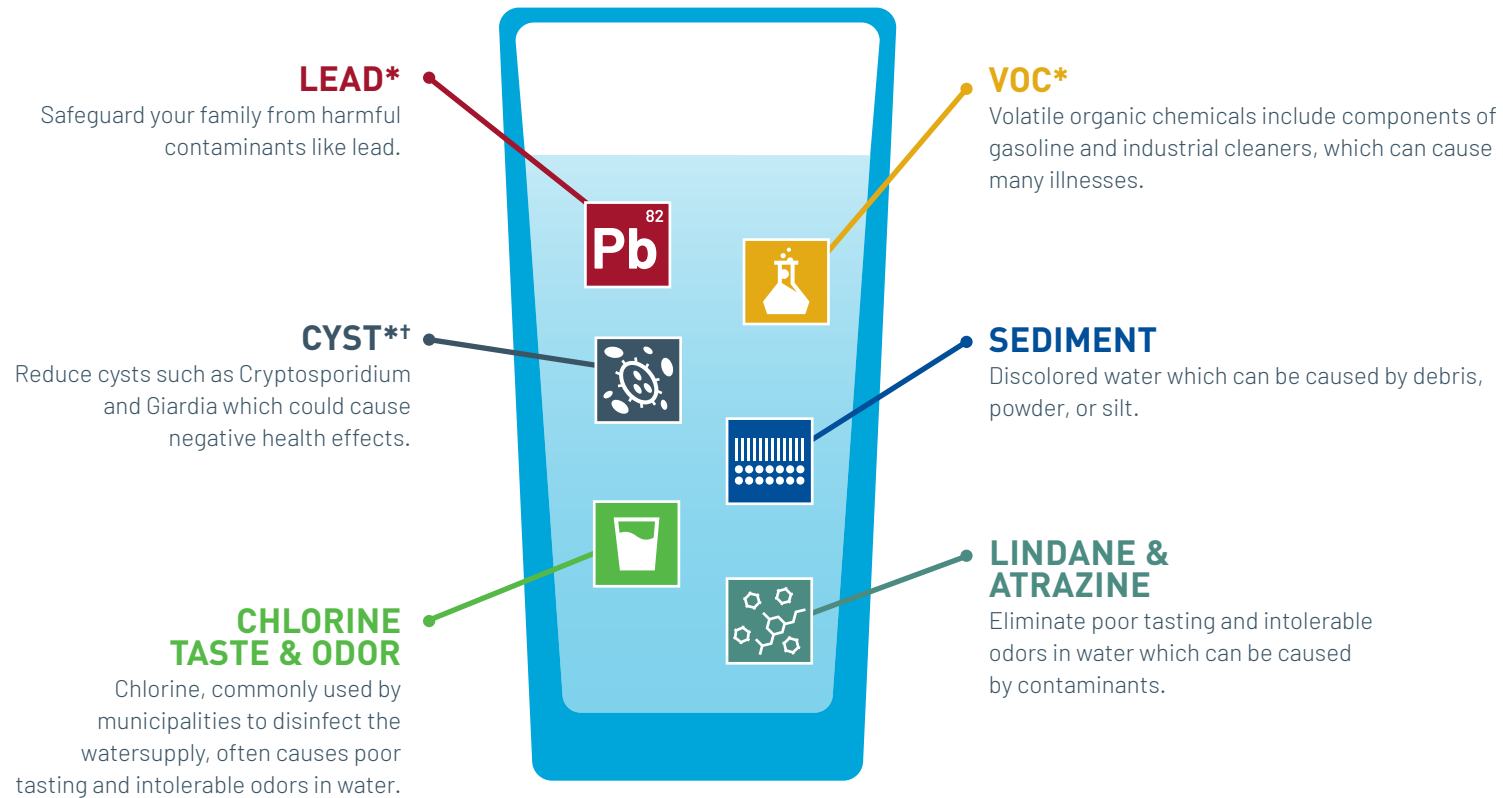 LEAD*
Safeguard your family from harmful
contaminants like lead.
82
Pb
CYST*†
Reduce cysts such as Cryptosporidium
and Giardia which could cause
negative health effects.
CHLORINE
TASTE & ODOR
Chlorine, commonly used by
municipalities to disinfect the
watersupply, often causes poor
tasting and intolerable odors in water.
VOC*
Volatile organic chemicals include components of
gasoline and industrial cleaners, which can cause
many illnesses.
SEDIMENT
Discolored water which can be caused by debris,
powder, or silt.
LINDANE &
ATRAZINE
Eliminate poor tasting and intolerable
odors in water which can be caused
by contaminants.